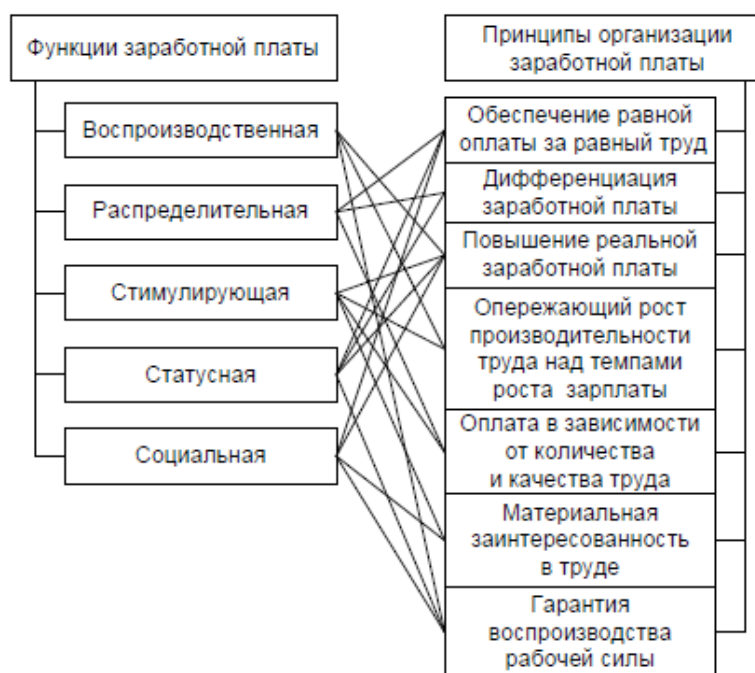 Функции заработной платы
Воспроизводственная
Распределительная
Стимулирующая
Статусная
Социальная
Принципы организации
заработной платы
Обеспечение равной
оплаты за равный труд
Дифференциация
заработной платы
Повышение реальной
заработной платы
Опережающий рост
производительности
труда над темпами
роста зарплаты
Оплата в зависимости
от количества
и качества труда
Материальная
заинтересованность
в труде
Гарантия
воспроизводства
рабочей силы